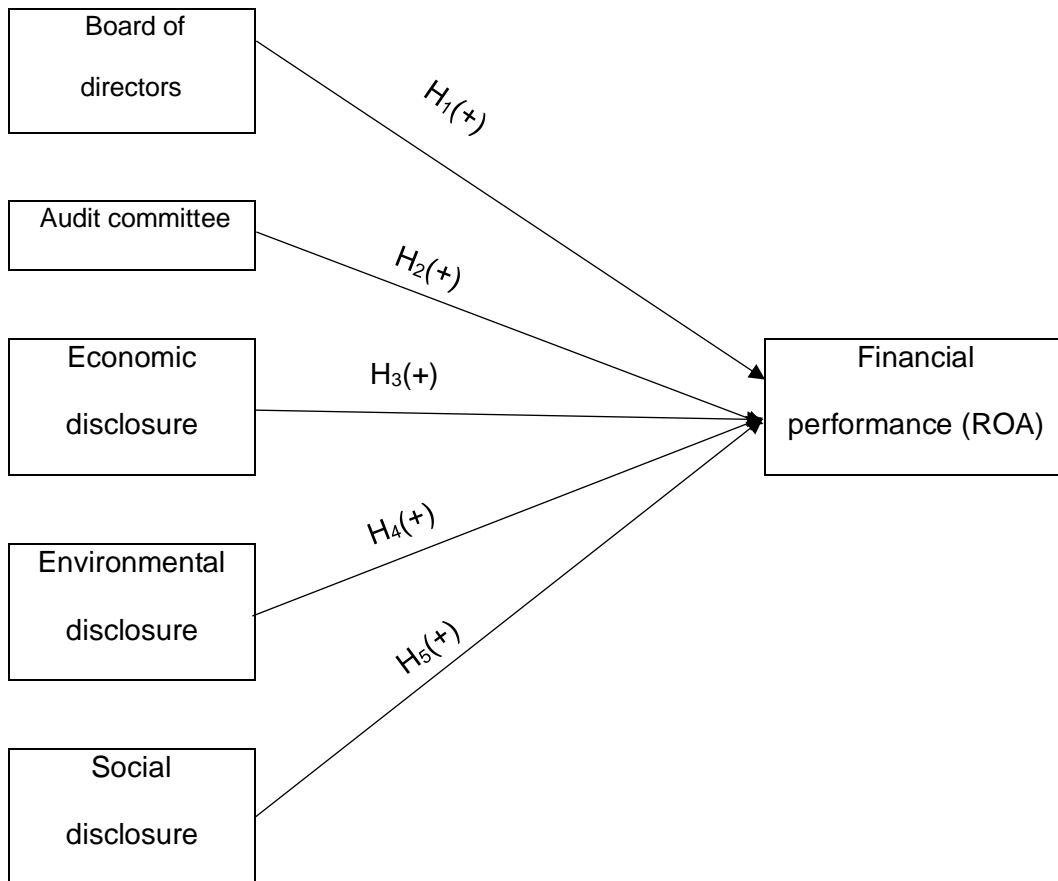 Board of
directors
H₁(+)
Audit committee
H₂(+)
Economic
disclosure
H₃(+)
Financial
performance (ROA)
Environmental
disclosure
H₄(+)
Social
disclosure
H₅(+)